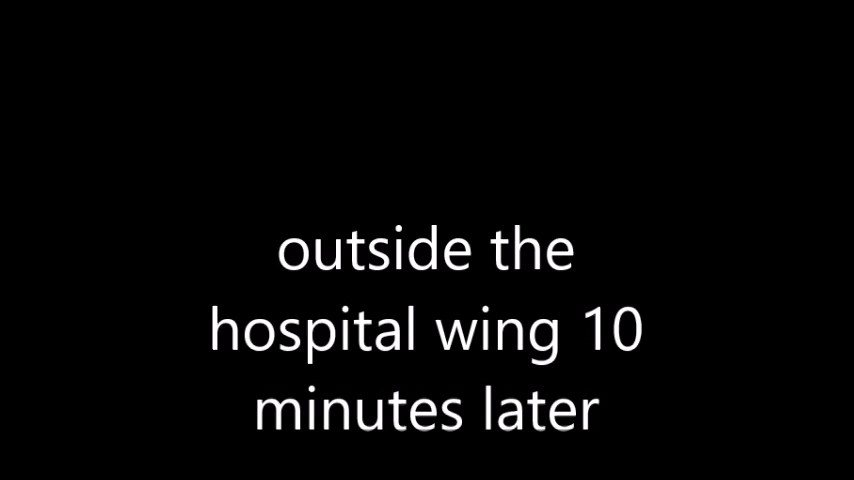 outside the
hospital wing 10
minutes later